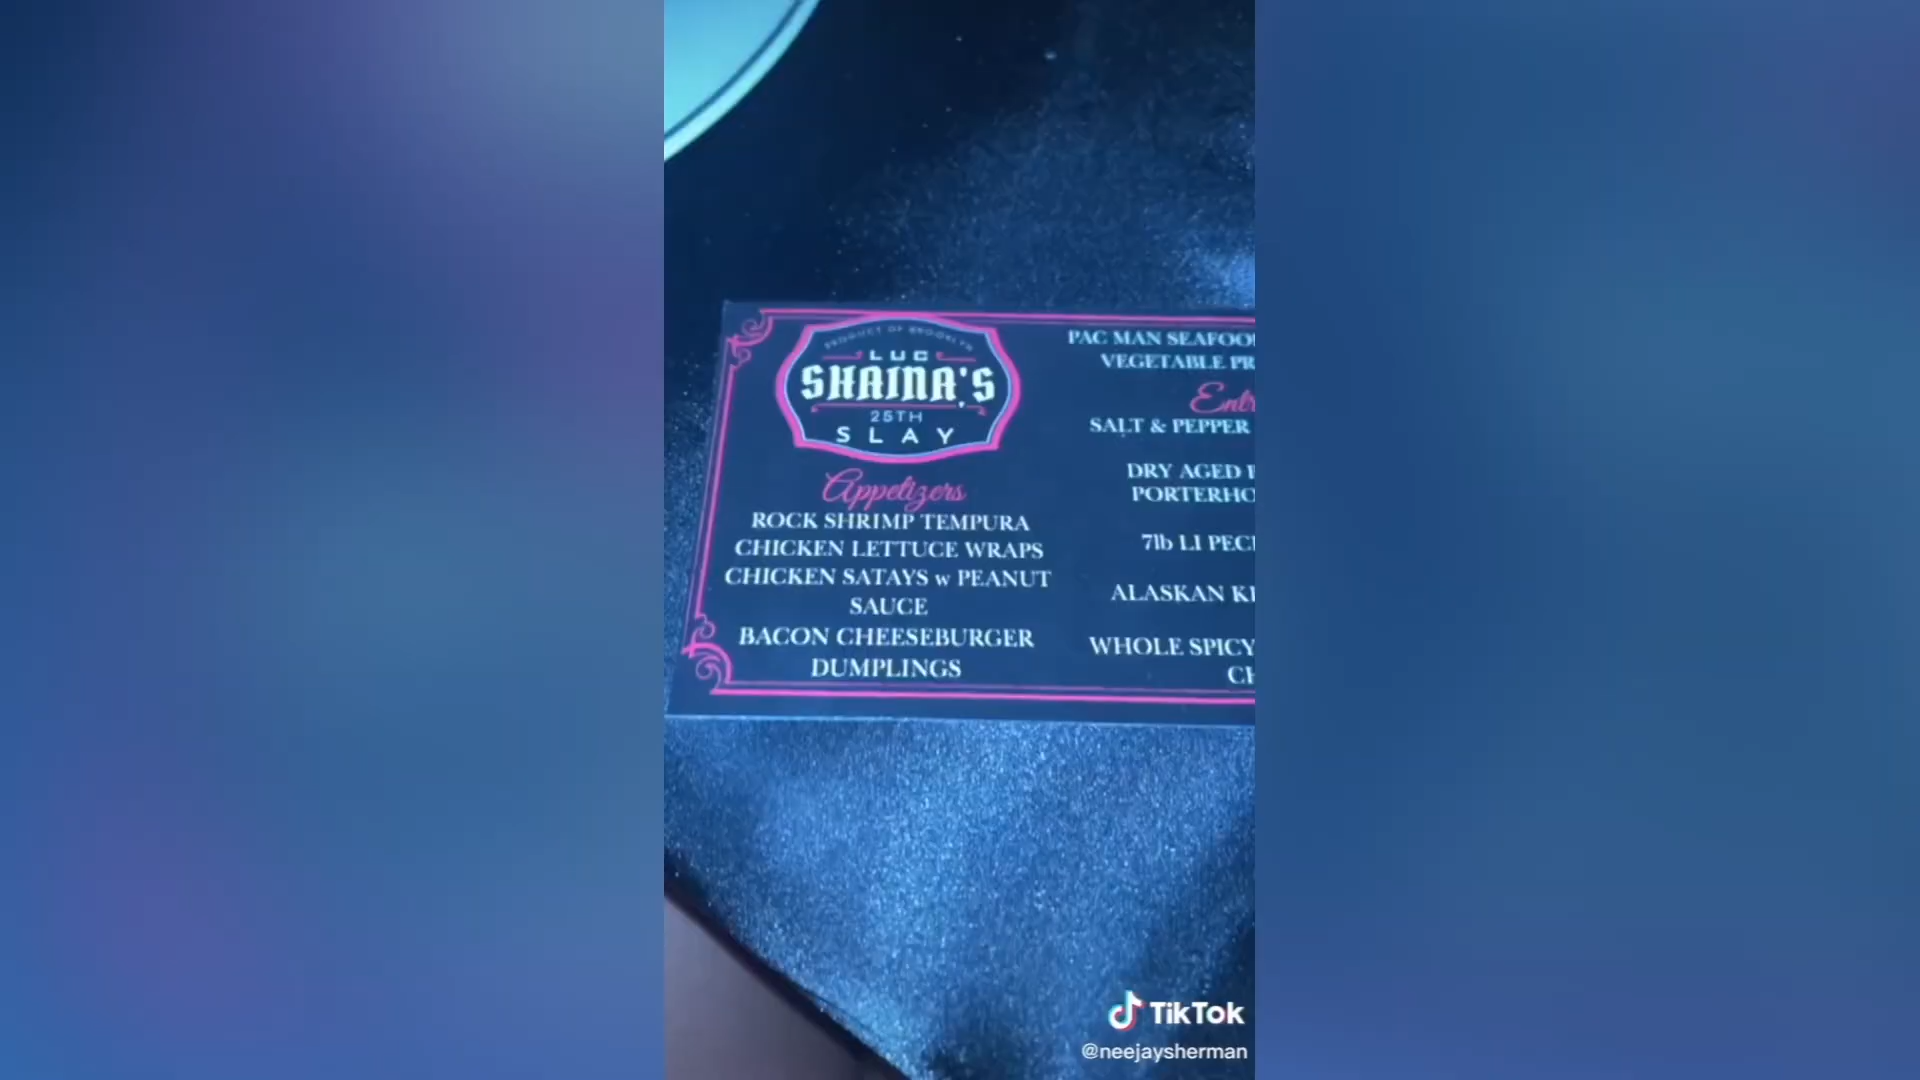 PRODUCT OF BROOKLYN
LUC
SHAINA'S
25TH
SLAY
Appetizers
ROCK SHRIMP TEMPURA
CHICKEN LETTUCE WRAPS
CHICKEN SATAYS w PEANUT
SAUCE
BACON CHEESEBURGER
DUMPLINGS
PAC MAN SEAFOO
VEGETABLE PR
Entr
SALT & PEPPER
DRY AGED
PORTERHO
7lb LI PEC
ALASKAN K
WHOLE SPICY
CH
TikTok
@neejaysherman